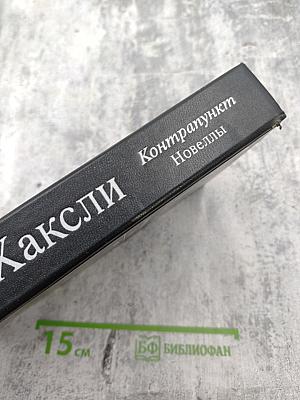 Хаксли
Контрапункт
Новеллы
15 см
БФ БИБЛИОФАН